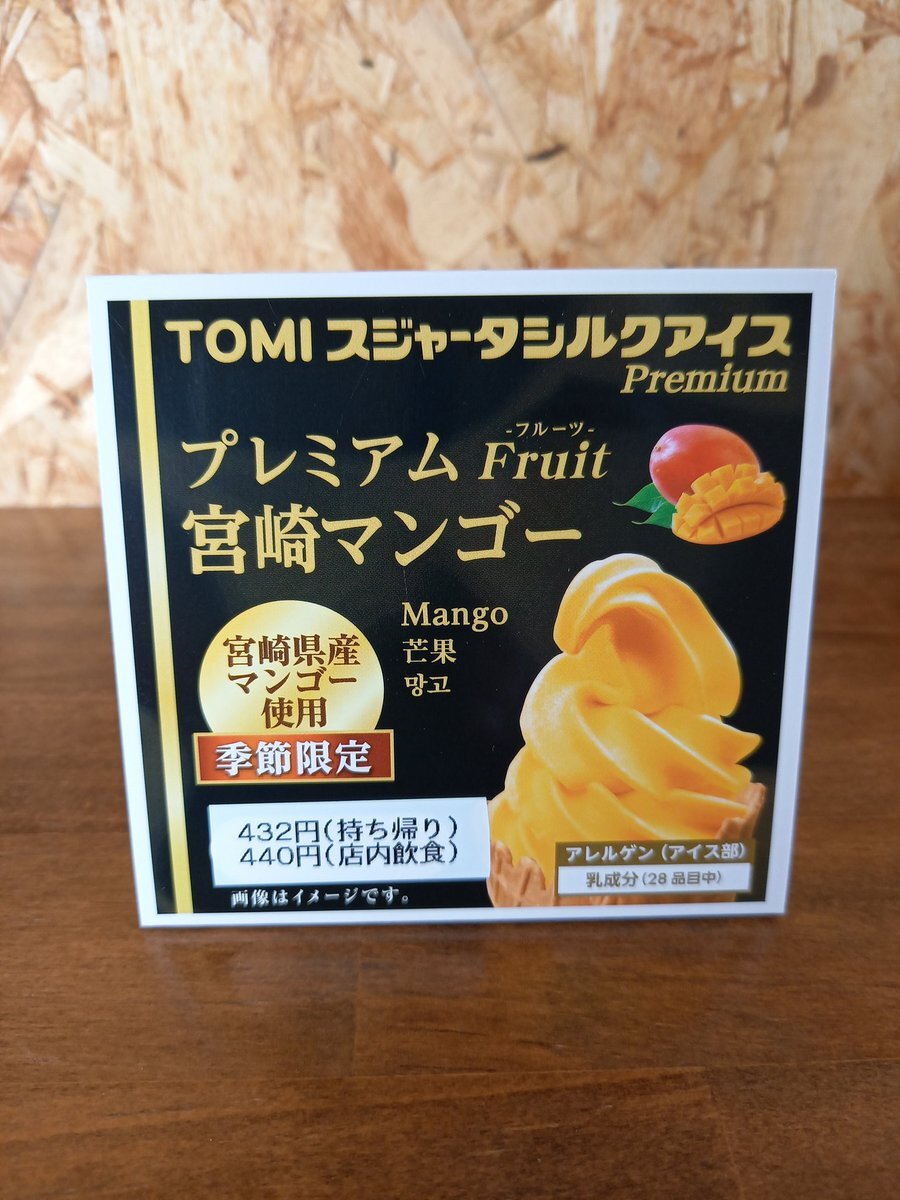 TOMI スジャータシルクアイス
Premium
-フルーツ-
プレミアム Fruit
宮崎マンゴー
Mango
芒果
망고
宮崎県産
マンゴー
使用
季節限定
432円(持ち帰り)
440円(店内飲食)
画像はイメージです。
アレルゲン(アイス部)
乳成分(28品目中)